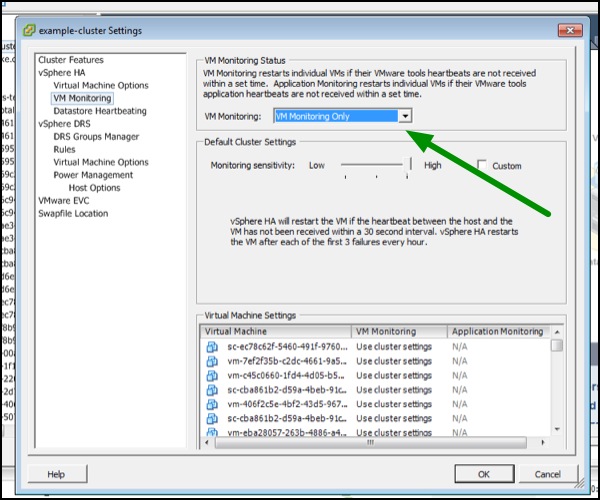 example-cluster Settings
Cluster Features
vSphere HA
Virtual Machine Options
VM Monitoring
Datastore Heartbeating
vSphere DRS
DRS Groups Manager
Rules
Virtual Machine Options
Power Management
Host Options
VMware EVC
Swapfile Location
VM Monitoring Status
VM Monitoring restarts individual VMs if their VMware tools heartbeats are not received
within a set time. Application Monitoring restarts individual VMs if their VMware tools
application heartbeats are not received within a set time.
VM Monitoring: VM Monitoring Only
Default Cluster Settings
Monitoring sensitivity: Low High Custom
vSphere HA will restart the VM if the heartbeat between the host and the
VM has not been received within a 30 second interval. vSphere HA restarts
the VM after each of the first 3 failures every hour.
Virtual Machine Settings
Virtual Machine VM Monitoring Application Monitoring
sc-ec78c62f-5460-491f-9760... Use cluster settings N/A
vm-7ef2f35b-c2dc-4661-9a5... Use cluster settings N/A
vm-c45c0660-1fd4-4d05-b5... Use cluster settings N/A
sc-cba861b2-d59a-4beb-91c... Use cluster settings N/A
vm-406f2c5e-4bf2-43d5-967... Use cluster settings N/A
sc-cba861b2-d59a-4beb-91c... Use cluster settings N/A
vm-eba28057-263b-4886-a4... Use cluster settings N/A
Help OK Cancel